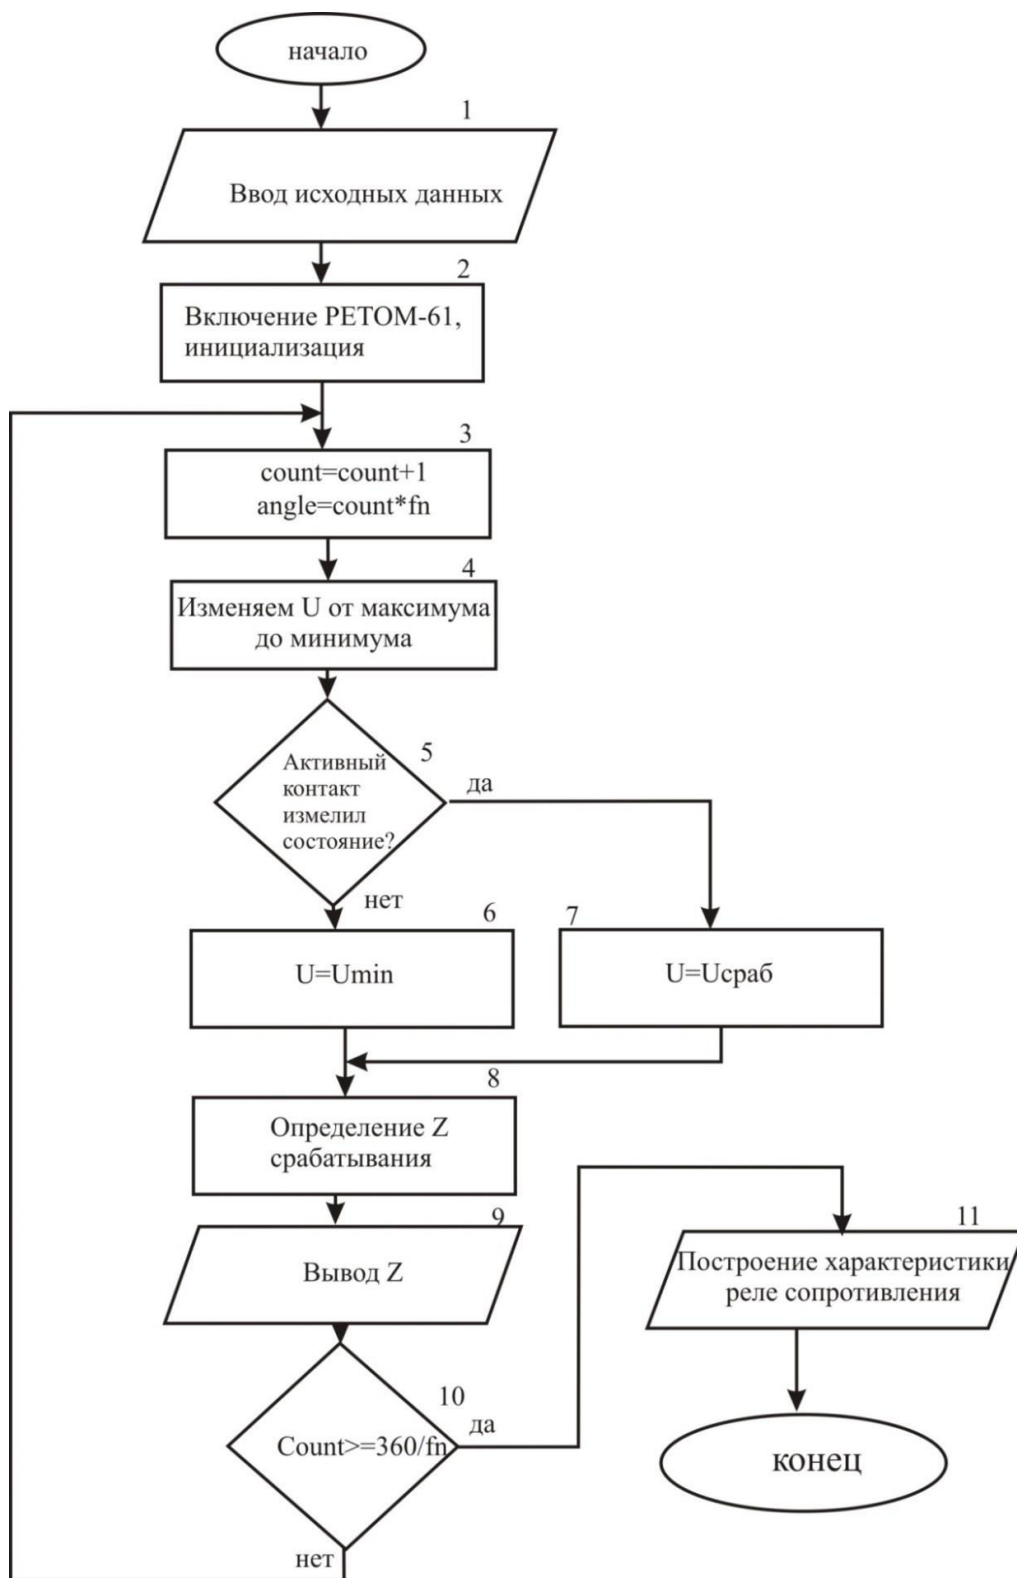 начало
1
Ввод исходных данных
2
Включение РЕТОМ-61,
инициализация
3
count=count+1
angle=count*fn
4
Изменяем U от максимума
до минимума
5
Активный
контакт
измелил
состояние?
да
нет
6
U=Umin
7
U=Uсраб
8
Определение Z
срабатывания
9
Вывод Z
10
Count>=360/fn
да
нет
11
Построение характеристики
реле сопротивления
конец